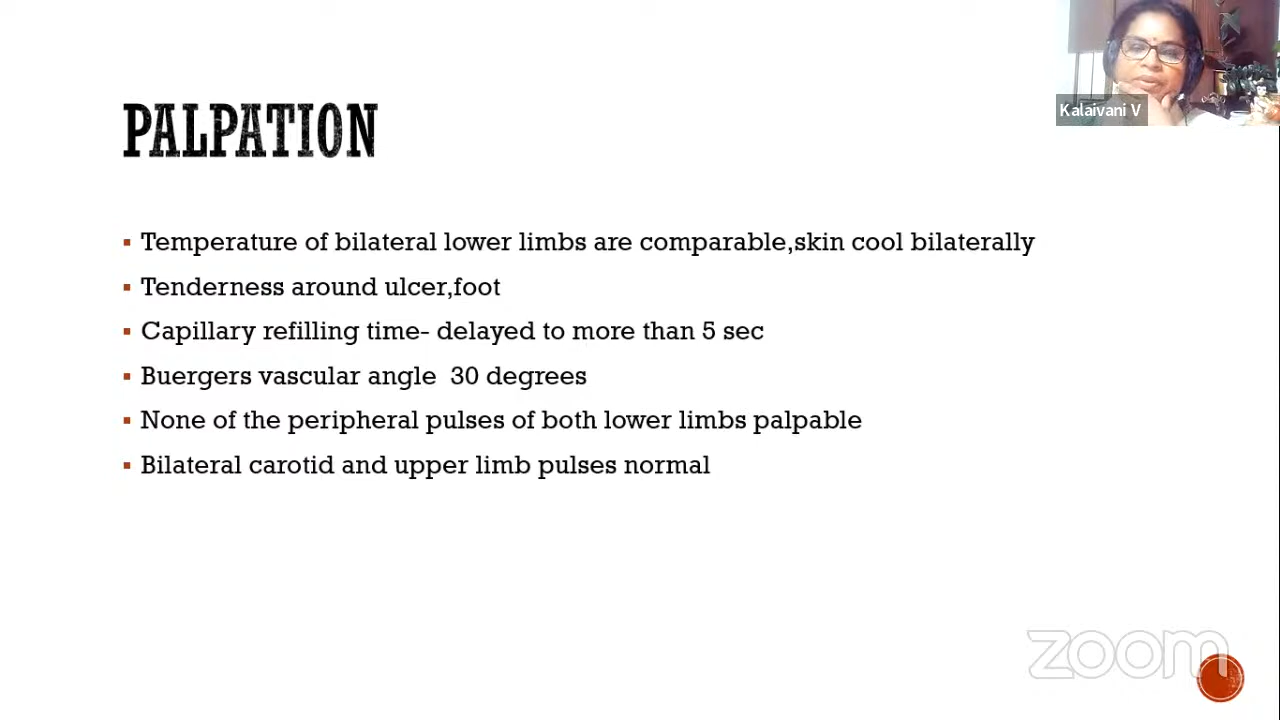 Kalaivani V
PALPATION
Temperature of bilateral lower limbs are comparable,skin cool bilaterally
Tenderness around ulcer,foot
Capillary refilling time- delayed to more than 5 sec
Buergers vascular angle 30 degrees
None of the peripheral pulses of both lower limbs palpable
Bilateral carotid and upper limb pulses normal
zoom